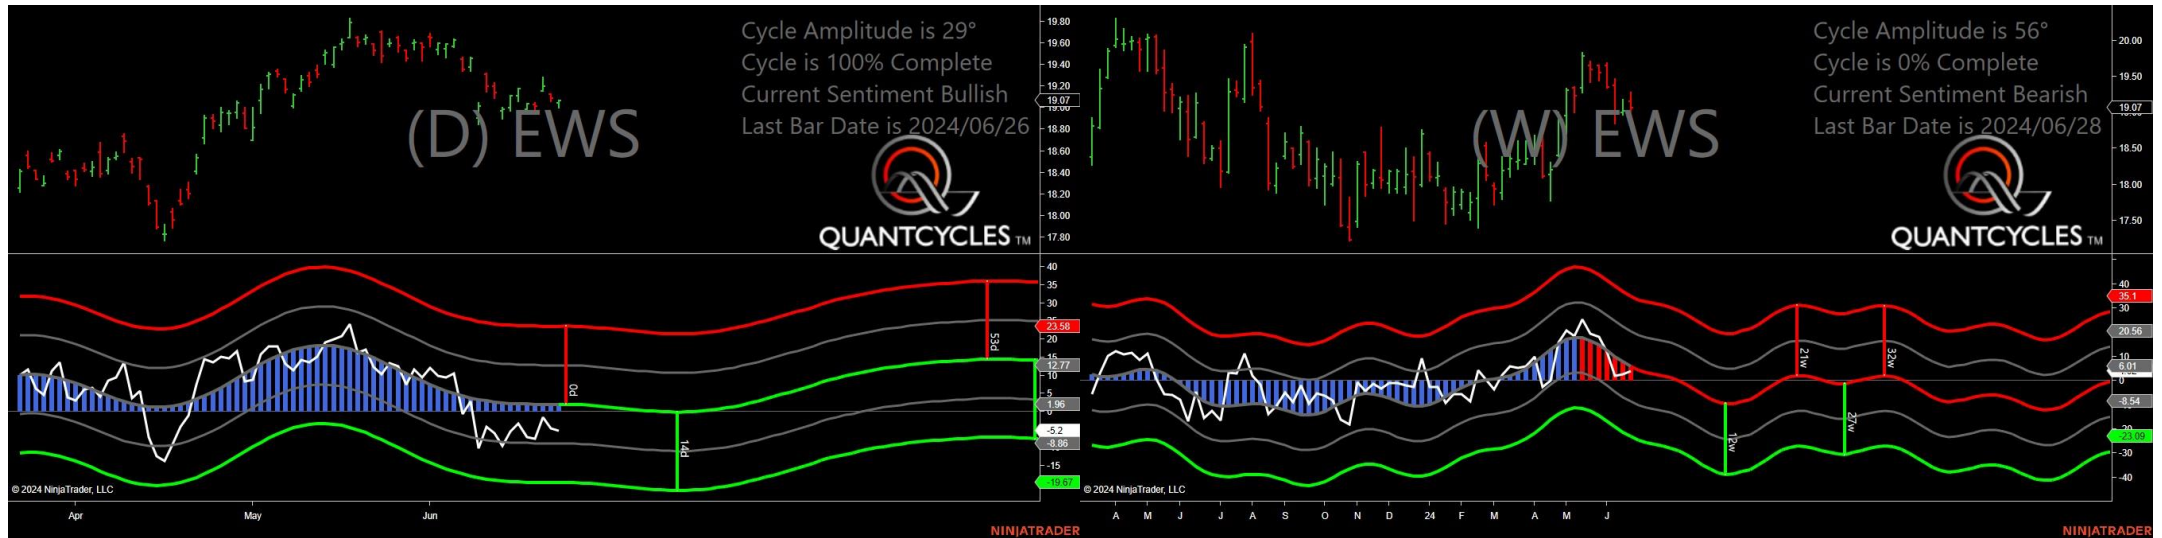 Cycle Amplitude is 29°
Cycle is 100% Complete
Current Sentiment Bullish
Last Bar Date is 2024/06/26
(D) EWS
QUANTCYCLES TM
19.80
19.60
19.40
19.20
19.07
18.80
18.60
18.40
18.20
18.00
17.80
40
35
30
25
23.58
20
15
12.77
10
5
1.96
-5.2
-8.86
-15
-19.67
0d
14d
53d
© 2024 NinjaTrader, LLC
Apr
May
Jun
NINJATRADER
Cycle Amplitude is 56°
Cycle is 0% Complete
Current Sentiment Bearish
Last Bar Date is 2024/06/28
(W) EWS
QUANTCYCLES TM
20.00
19.50
19.07
18.50
18.00
17.50
40
35.1
30
20.56
10
6.01
0
-8.54
-23.09
-30
-40
12w
21w
27w
32w
© 2024 NinjaTrader, LLC
A M J J A S O N D 24 F M A M J
NINJATRADER